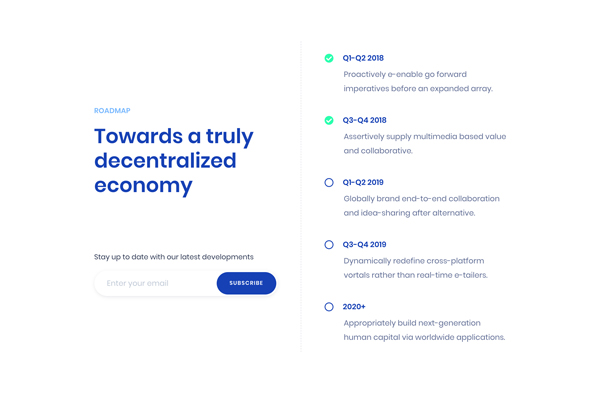 ROADMAP
Towards a truly
decentralized
economy
Stay up to date with our latest developments
Enter your email
SUBSCRIBE
Q1-Q2 2018
Proactively e-enable go forward
imperatives before an expanded array.
Q3-Q4 2018
Assertively supply multimedia based value
and collaborative.
Q1-Q2 2019
Globally brand end-to-end collaboration
and idea-sharing after alternative.
Q3-Q4 2019
Dynamically redefine cross-platform
vortals rather than real-time e-tailers.
2020+
Appropriately build next-generation
human capital via worldwide applications.